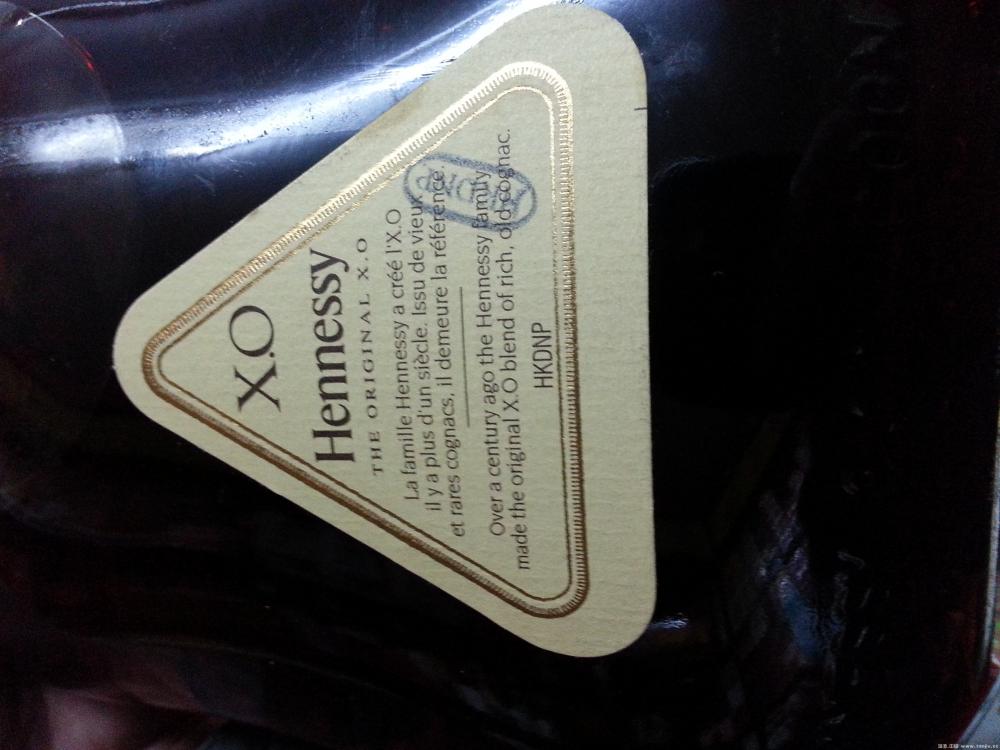 X.O
Hennessy
THE ORIGINAL X.O
La famille Hennessy a créé l'X.O
il y a plus d'un siècle. Issu de vieux
et rares cognacs, il demeure la référence.
Over a century ago the Hennessy family
made the original X.O blend of rich, old cognac.
HKDNP